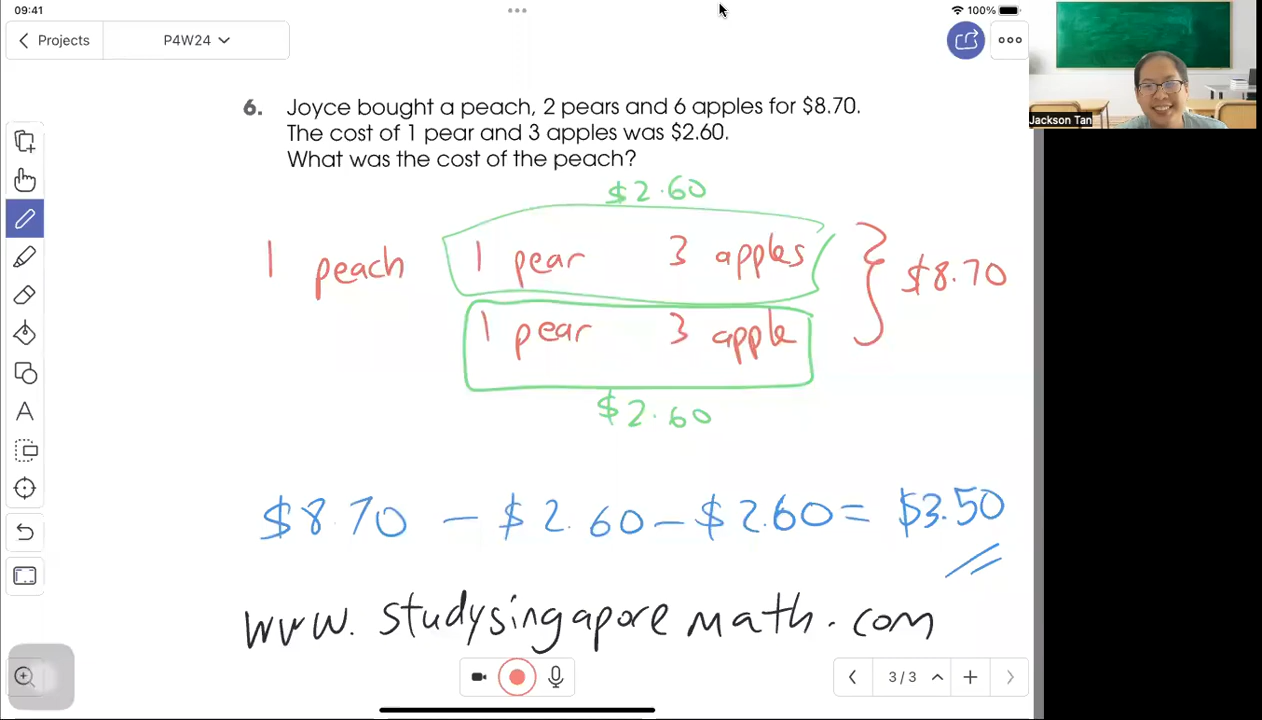 09:41
100%
Projects
P4W24
Jackson Tan
6. Joyce bought a peach, 2 pears and 6 apples for $8.70.
The cost of 1 pear and 3 apples was $2.60.
What was the cost of the peach?
$2.60
1 peach 1 pear 3 apples $8.70
1 pear 3 apple
$2.60
A
$8.70 - $2.60 - $2.60 = $3.50
www.studysingaporemath.com
3/3